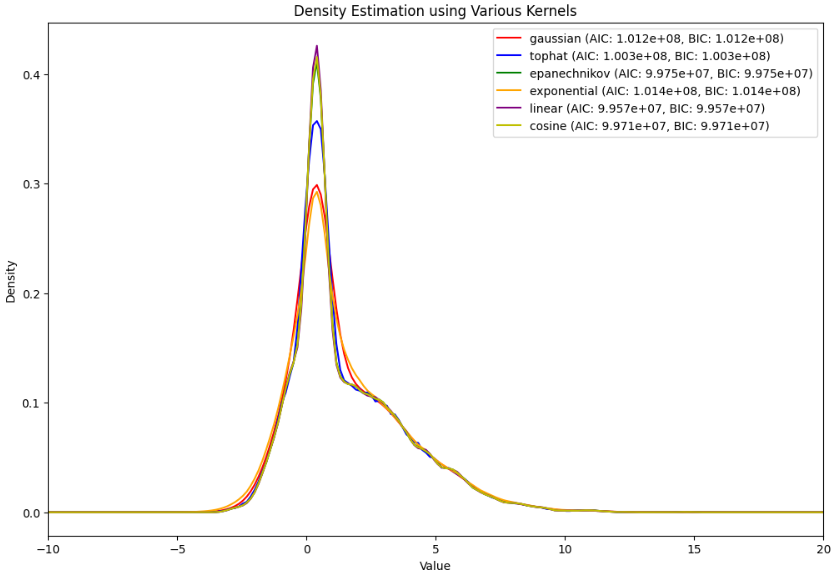 Density Estimation using Various Kernels
gaussian (AIC: 1.012e+08, BIC: 1.012e+08)
tophat (AIC: 1.003e+08, BIC: 1.003e+08)
epanechnikov (AIC: 9.975e+07, BIC: 9.975e+07)
exponential (AIC: 1.014e+08, BIC: 1.014e+08)
linear (AIC: 9.957e+07, BIC: 9.957e+07)
cosine (AIC: 9.971e+07, BIC: 9.971e+07)
0.4
0.3
0.2
0.1
0.0
Density
−10 −5 0 5 10 15 20
Value